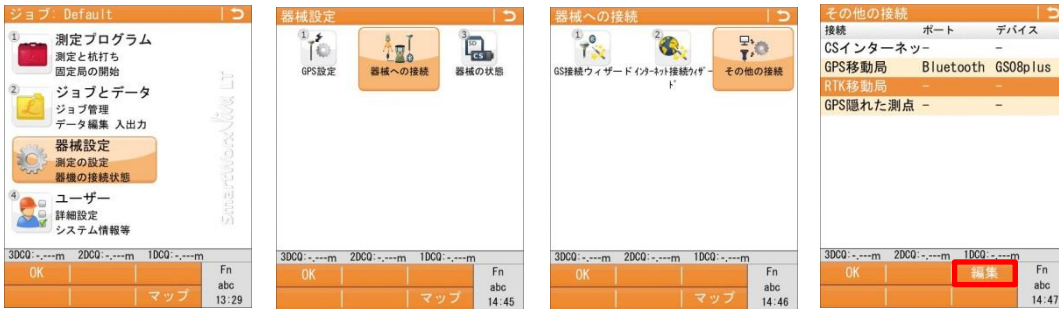 ジョブ: Default
1
測定プログラム
測定と杭打ち
固定局の開始
2
ジョブとデータ
ジョブ管理
データ編集 入出力
器械設定
測定の設定
器機の接続状態
4
ユーザー
詳細設定
システム情報等
SmartWorx Viva LT
3DCQ:-.---m 2DCQ:-.---m 1DCQ:-.---m
OK
Fn
abc
マップ
13:29
器械設定
1
GPS設定
器械への接続
3
SD
CS
器械の状態
3DCQ:-.---m 2DCQ:-.---m 1DCQ:-.---m
OK
Fn
abc
マップ
14:45
器械への接続
1
GS接続ウィザード
2
インターネット接続ウィザード
その他の接続
3DCQ:-.---m 2DCQ:-.---m 1DCQ:-.---m
OK
Fn
abc
マップ
14:46
その他の接続
接続 ポート デバイス
CSインターネッ- -
GPS移動局 Bluetooth GS08plus
RTK移動局 - -
GPS隠れた測点 - -
3DCQ:-.---m 2DCQ:-.---m 1DCQ:-.---m
OK 編集
Fn
abc
14:47